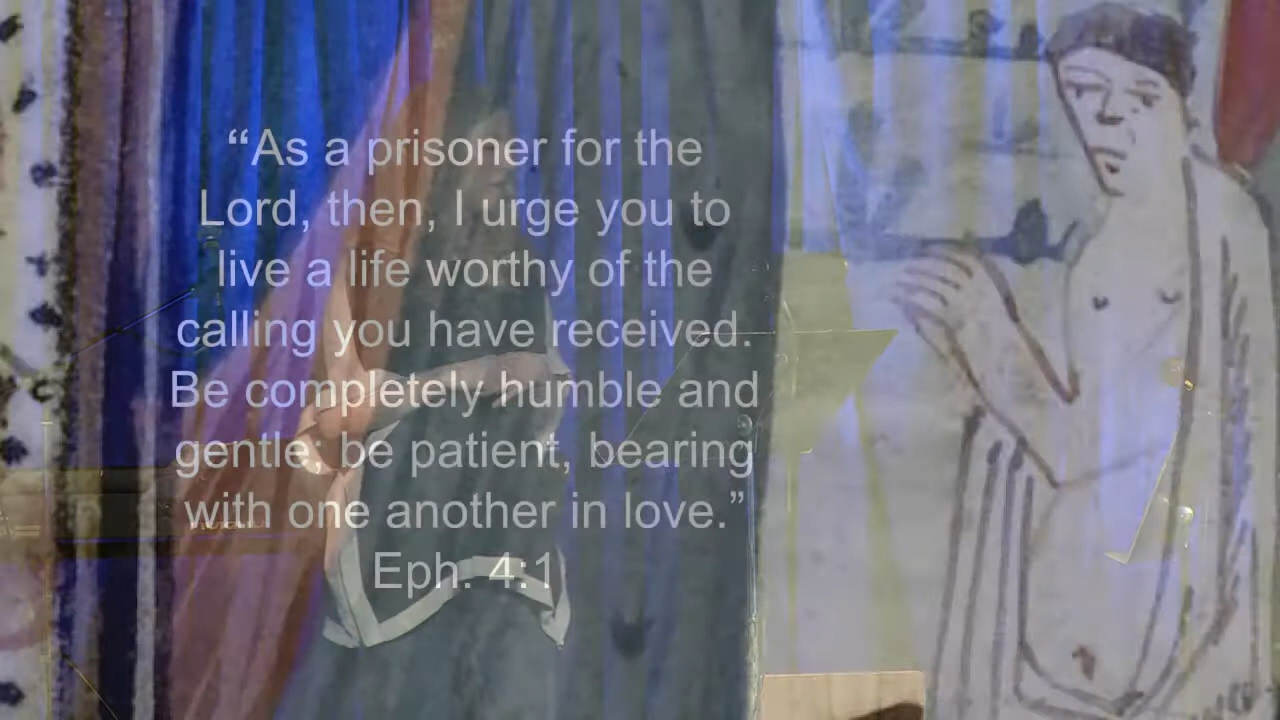 “As a prisoner for the
Lord, then, I urge you to
live a life worthy of the
calling you have received.
Be completely humble and
gentle; be patient, bearing
with one another in love.”
Eph. 4:1